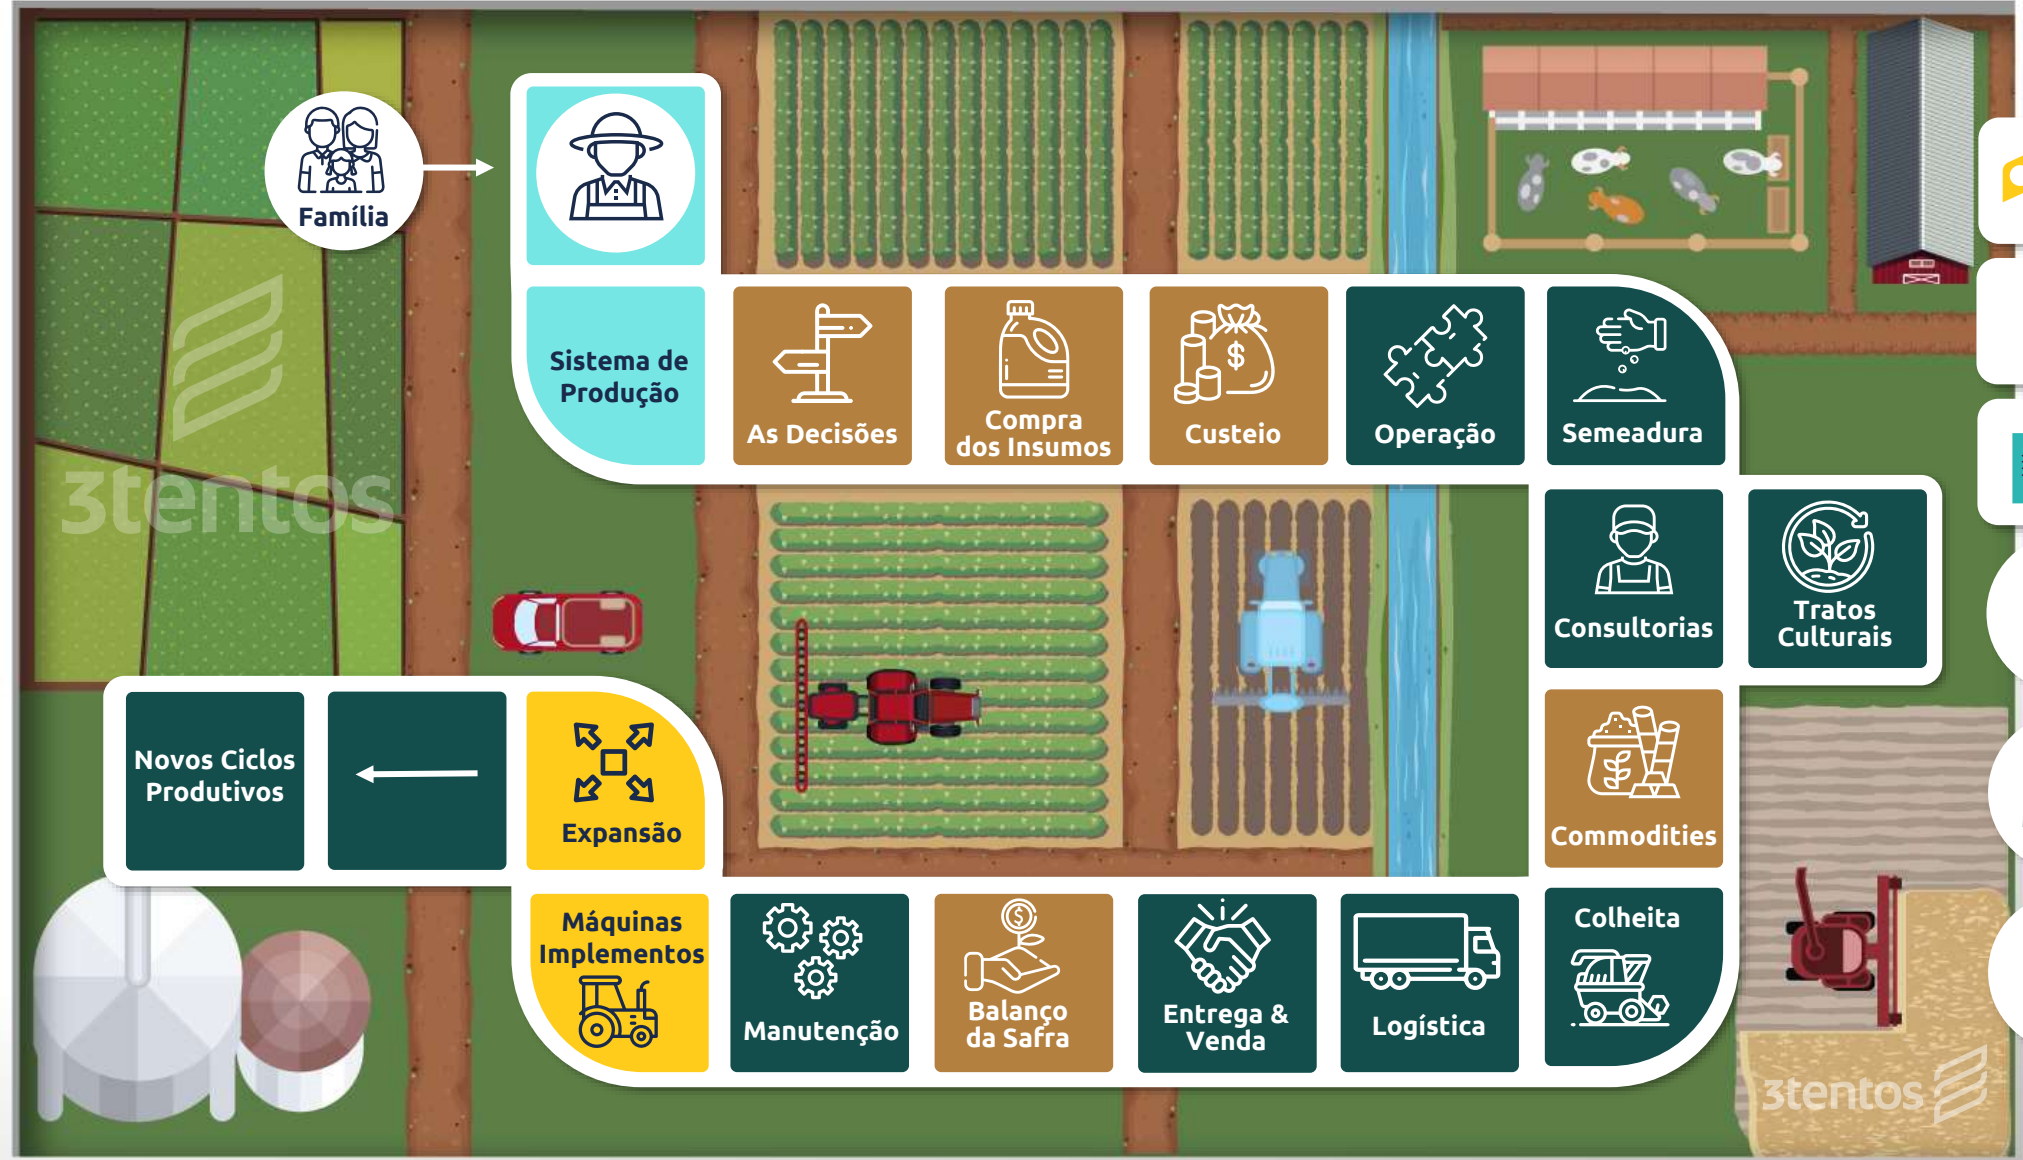 Família
Sistema de
Produção
As Decisões
Compra
dos Insumos
Custeio
Operação
Semeadura
3tentos
Consultorias
Tratos
Culturais
Novos Ciclos
Produtivos
Expansão
Commodities
Máquinas
Implementos
Manutenção
Balanço
da Safra
Entrega &
Venda
Logística
Colheita
3tentos